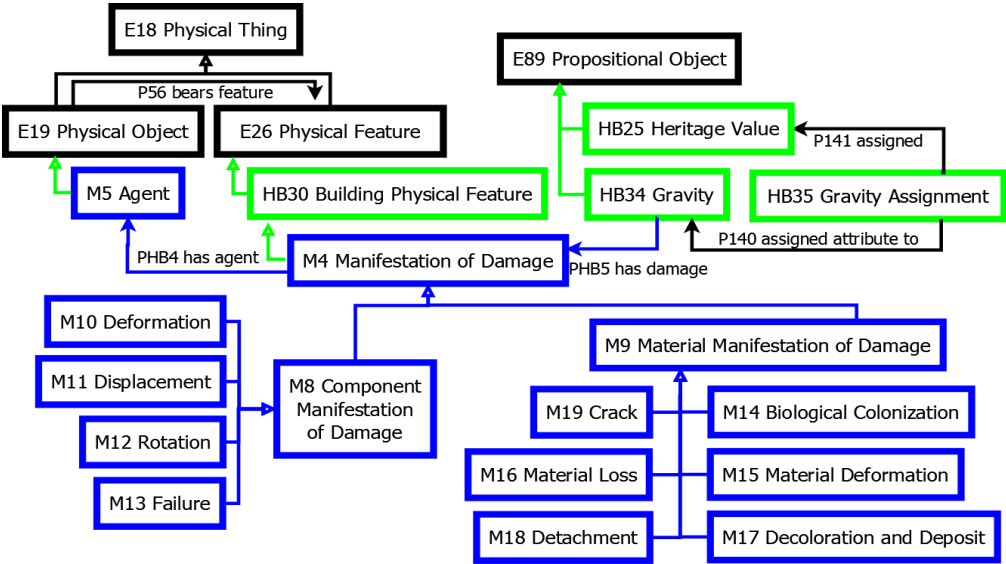 E18 Physical Thing
E89 Propositional Object
P56 bears feature
E19 Physical Object
E26 Physical Feature
HB25 Heritage Value
P141 assigned
M5 Agent
HB30 Building Physical Feature
HB34 Gravity
HB35 Gravity Assignment
P140 assigned attribute to
PHB4 has agent
M4 Manifestation of Damage
PHB5 has damage
M10 Deformation
M9 Material Manifestation of Damage
M11 Displacement
M8 Component
Manifestation
of Damage
M19 Crack
M14 Biological Colonization
M12 Rotation
M16 Material Loss
M15 Material Deformation
M13 Failure
M18 Detachment
M17 Decoloration and Deposit